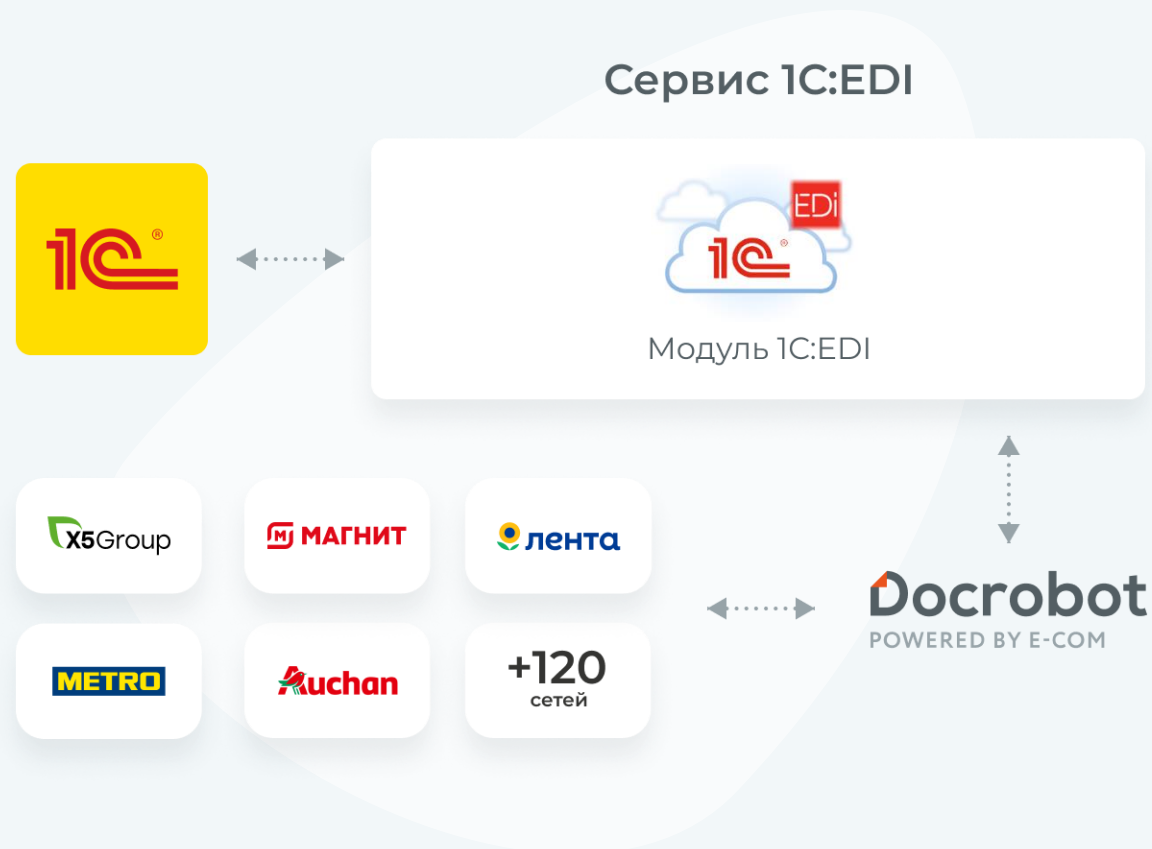 Сервис 1С:EDI
1С®
EDi
1С®
Модуль 1С:EDI
X5Group
МАГНИТ
лента
Docrobot
POWERED BY E-COM
METRO
Auchan
+120
сетей